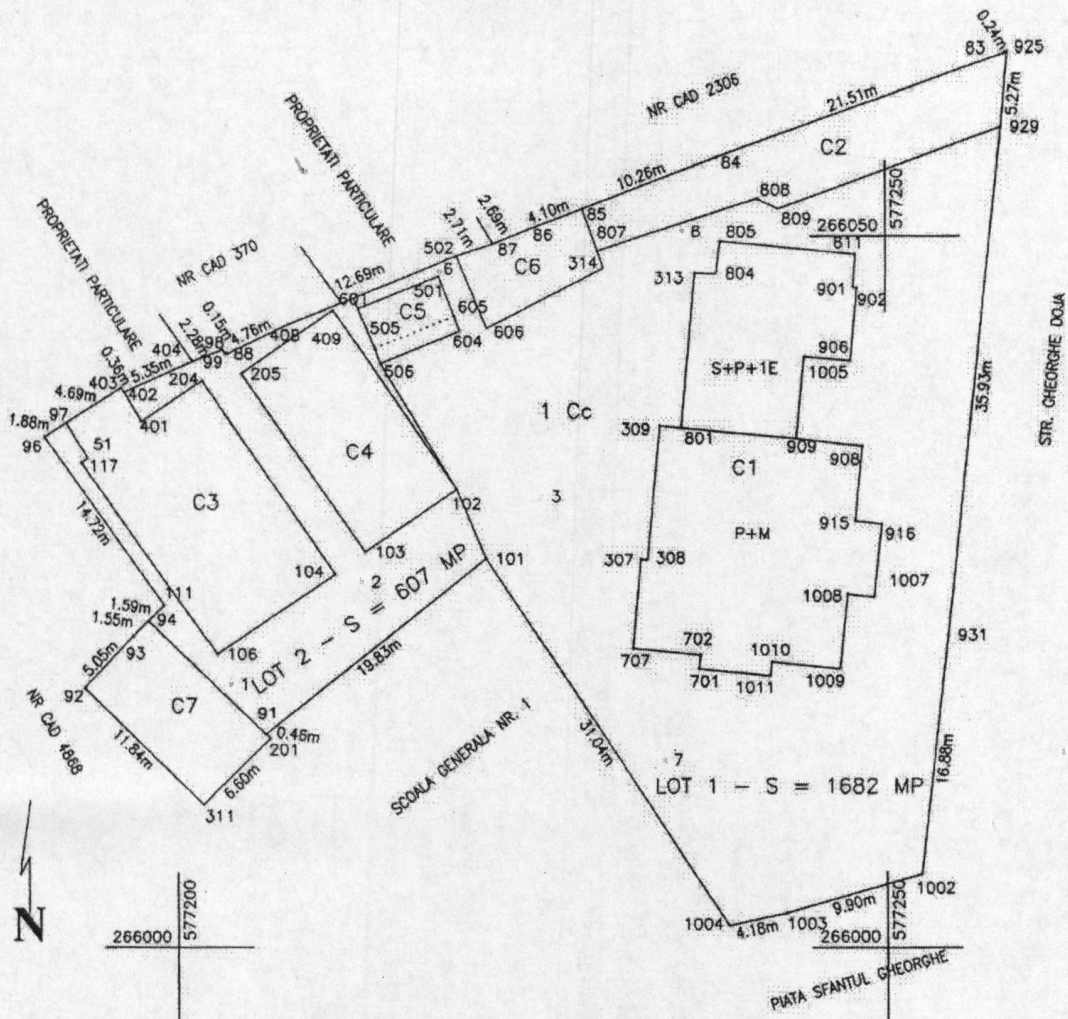 0.24m
83
925
NR CAD 2306
21.51m
5.27m
929
PROPRIETATI PARTICULARE
10.26m
84
C2
808
577250
809
266050
811
2.69m
4.10m
85
86
87
807
8
805
PROPRIETATI PARTICULARE
NR CAD 370
2.71m
502
6
C6
314
313
804
901
902
12.69m
601
501
C5
605
606
505
604
506
0.15m
4.76m
408
409
2.28m
98
88
99
404
205
204
0.36m
5.35m
403
402
401
4.69m
97
1.88m
96
51
117
906
1005
S+P+1E
35.93m
STR. GHEORGHE DOJA
1 Cc
309
801
909
908
C1
C4
C3
3
102
14.72m
915
916
P+M
103
101
307
308
104
2
1007
1008
111
1.59m
1.55m
94
93
931
5.05m
106
702
1010
707
701
1011
1009
LOT 2 - S = 607 MP
19.83m
92
1
C7
91
0.46m
201
NR CAD 4868
11.84m
6.60m
311
SCOALA GENERALA NR. 1
31.04m
7
LOT 1 - S = 1682 MP
16.88m
577200
577250
1002
N
1004
4.18m
1003
9.90m
266000
266000
PIATA SFANTUL GHEORGHE